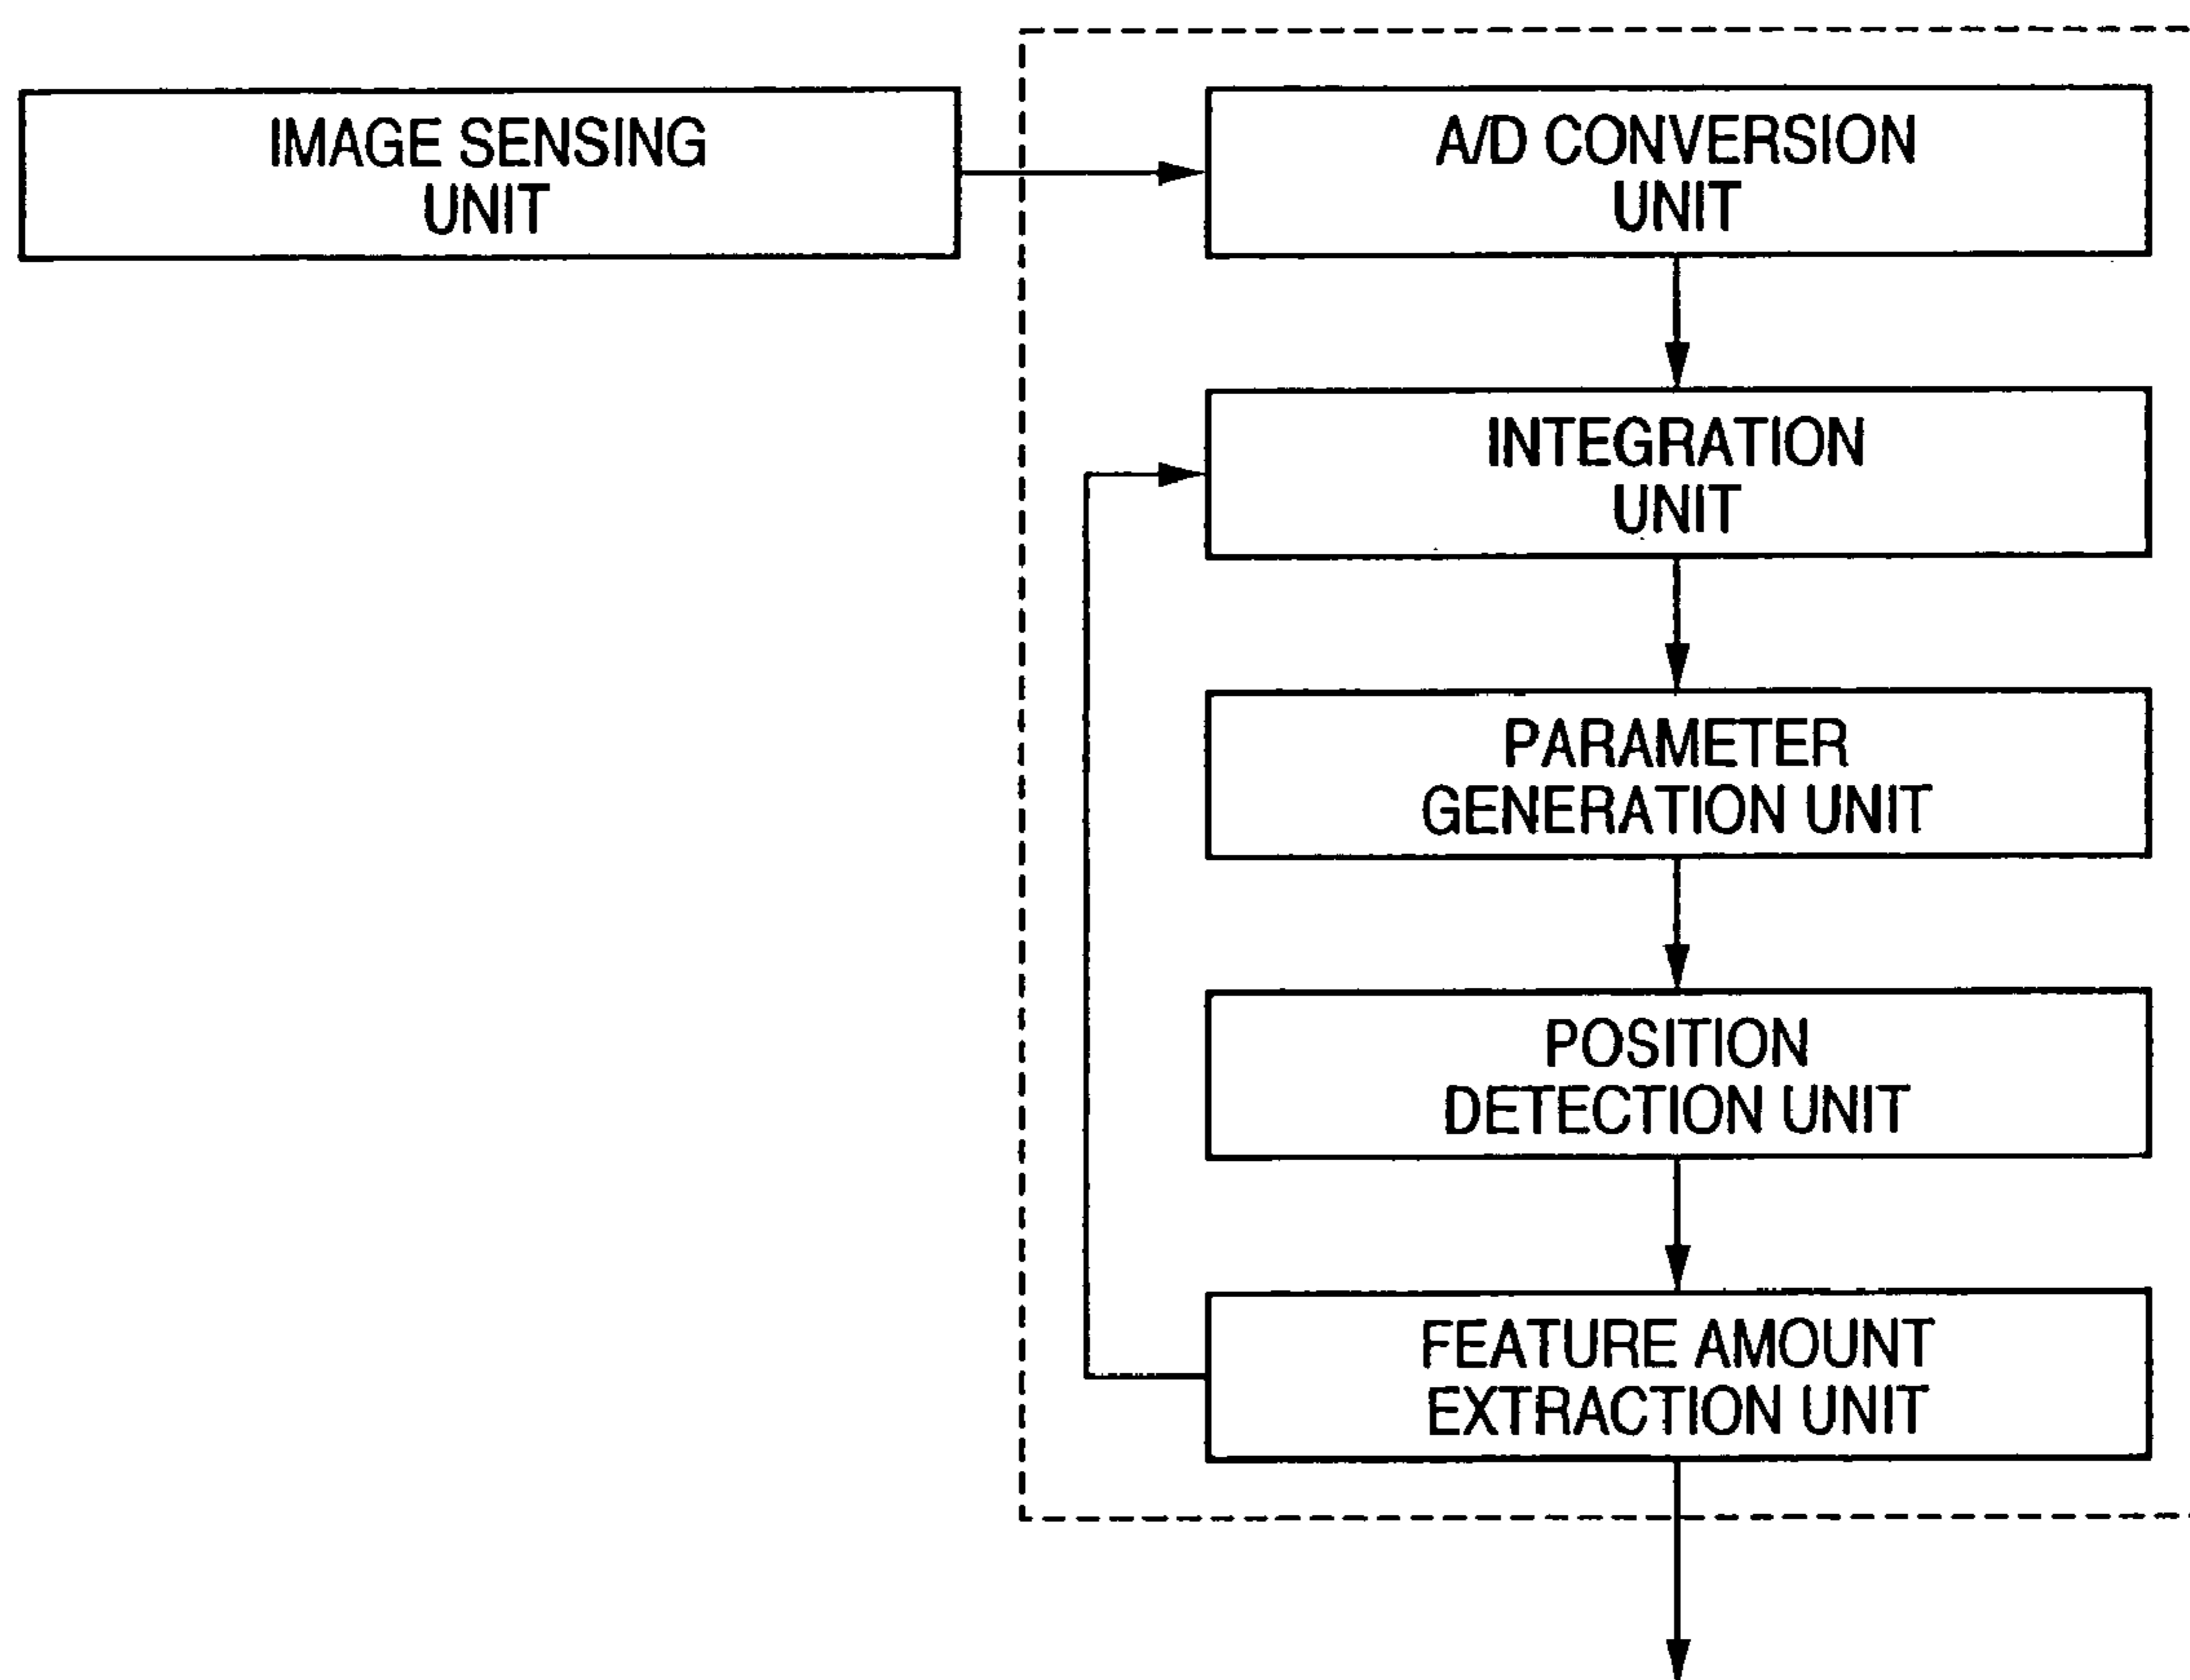 IMAGE SENSING
UNIT
A/D CONVERSION
UNIT
INTEGRATION
UNIT
PARAMETER
GENERATION UNIT
POSITION
DETECTION UNIT
FEATURE AMOUNT
EXTRACTION UNIT